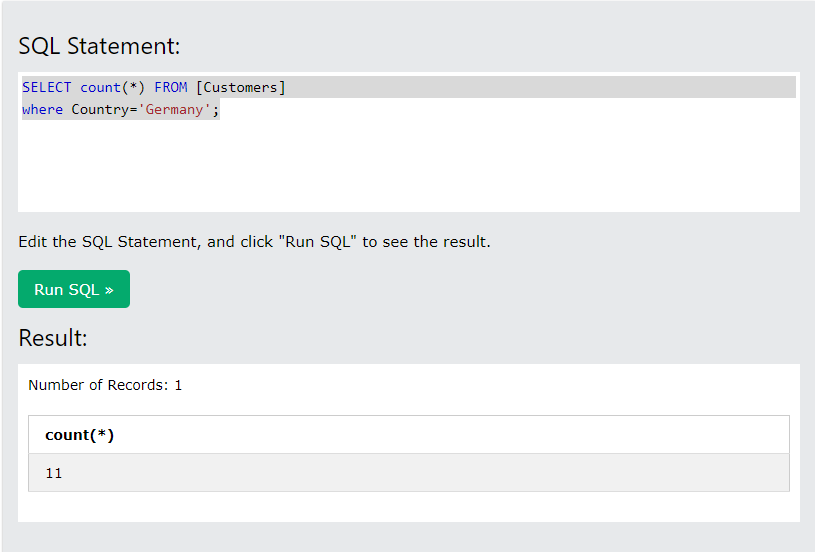 SQL Statement:
SELECT count(*) FROM [Customers]
where Country='Germany';
Edit the SQL Statement, and click "Run SQL" to see the result.
Run SQL »
Result:
Number of Records: 1
count(*)
11